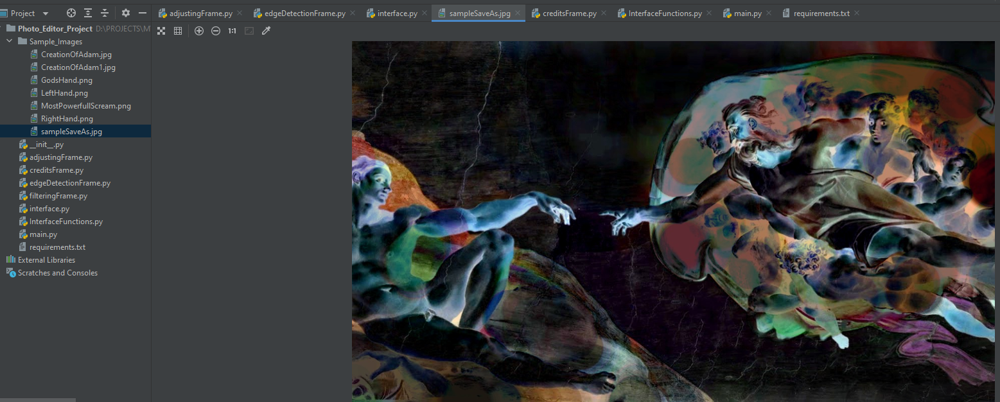 Project
adjustingFrame.py
edgeDetectionFrame.py
interface.py
sampleSaveAs.jpg
creditsFrame.py
InterfaceFunctions.py
main.py
requirements.txt
Photo_Editor_Project D:\PROJECTS\M
1:1
Sample_Images
CreationOfAdam.jpg
CreationOfAdam1.jpg
GodsHand.png
LeftHand.png
MostPowerfullScream.png
RightHand.png
sampleSaveAs.jpg
__init__.py
adjustingFrame.py
creditsFrame.py
edgeDetectionFrame.py
filteringFrame.py
interface.py
InterfaceFunctions.py
main.py
requirements.txt
External Libraries
Scratches and Consoles